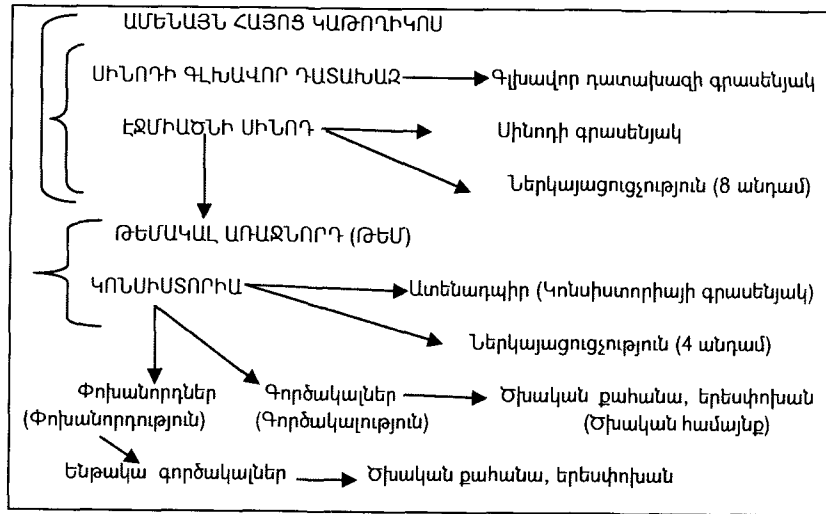 ԱՄԵՆԱՅՆ ՀԱՅՈՑ ԿԱԹՈՂԻԿՈՍ
ՍԻՆՈԴԻ ԳԼԽԱՎՈՐ ԴԱՏԱԽԱԶ Գլխավոր դատախազի գրասենյակ
ԷՋՄԻԱԾՆԻ ՍԻՆՈԴ Սինոդի գրասենյակ
Ներկայացուցչություն (8 անդամ)
ԹԵՄԱԿԱԼ ԱՌԱՋՆՈՐԴ (ԹԵՄ)
ԿՈՆՍԻՍՏՈՐԻԱ Ատենադպիր (Կոնսիստորիայի գրասենյակ)
Ներկայացուցչություն (4 անդամ)
Փոխանորդներ Գործակալներ Ծխական քահանա, երեսփոխան
(Փոխանորդություն) (Գործակալություն) (Ծխական համայնք)
Ենթակա գործակալներ Ծխական քահանա, երեսփոխան